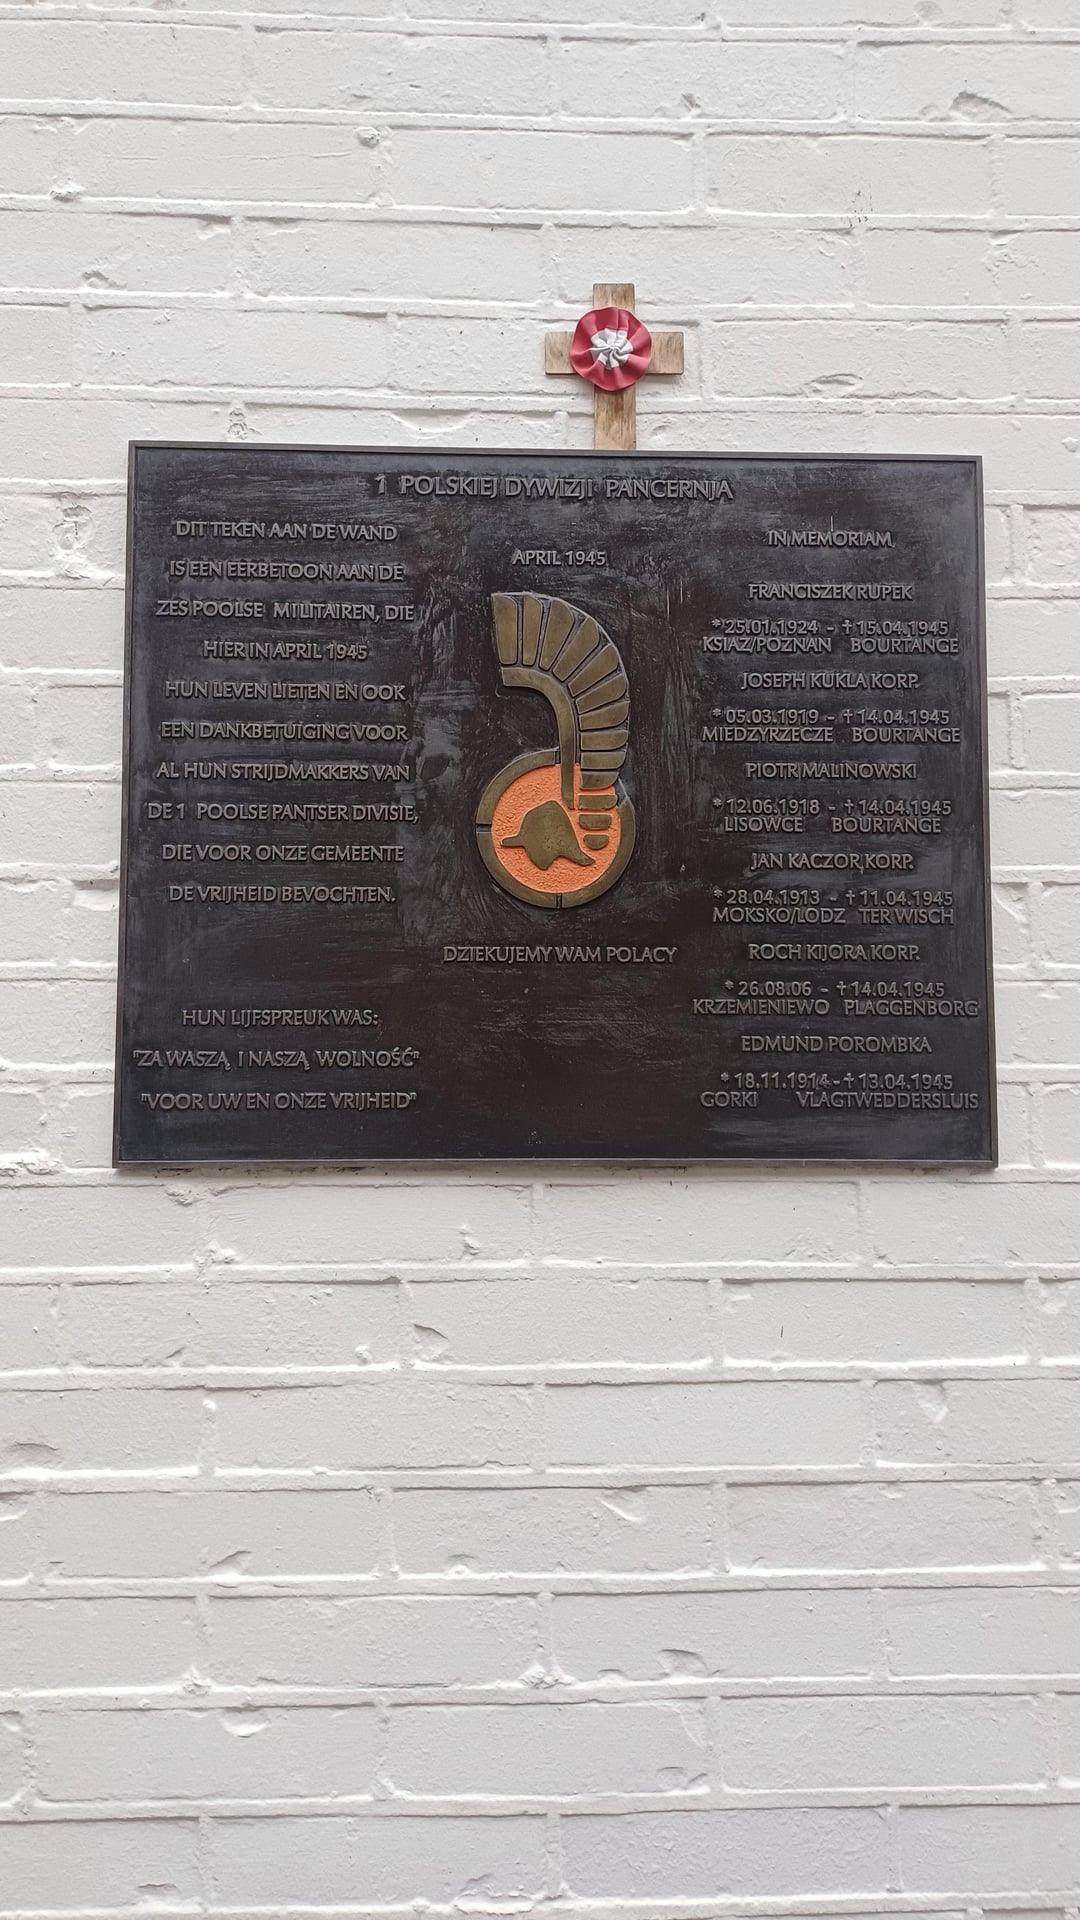 1 POLSKIEJ DYWIZJI PANCERNJA
DIT TEKEN AAN DE WAND
IS EEN EERBETOON AAN DE
ZES POOLSE MILITAIREN, DIE
HIER IN APRIL 1945
HUN LEVEN LIETEN EN OOK
EEN DANKBETUIGING VOOR
AL HUN STRIJDMAKKERS VAN
DE 1 POOLSE PANTSER DIVISIE,
DIE VOOR ONZE GEMEENTE
DE VRIJHEID BEVOCHTEN.
HUN LIJFSPREUK WAS:
"ZA WASZĄ I NASZĄ WOLNOŚĆ"
"VOOR UW EN ONZE VRIJHEID"
APRIL 1945
DZIEKUJEMY WAM POLACY
IN MEMORIAM
FRANCISZEK RUPEK
*25.01.1924 - †15.04.1945
KSIAZ/POZNAN BOURTANGE
JOSEPH KUKLA KORP.
*05.03.1919 - †14.04.1945
MIEDZYRZECZE BOURTANGE
PIOTR MALINOWSKI
*12.06.1918 - †14.04.1945
LISOWCE BOURTANGE
JAN KACZOR KORP.
*28.04.1913 - †11.04.1945
MOKSKO/LODZ TER WISCH
ROCH KIJORA KORP.
*26.08.06 - †14.04.1945
KRZEMIENIEWO PLAGGENBORG
EDMUND POROMBKA
*18.11.1914 - †13.04.1945
GORKI VLAGTWEDDERSLUIS